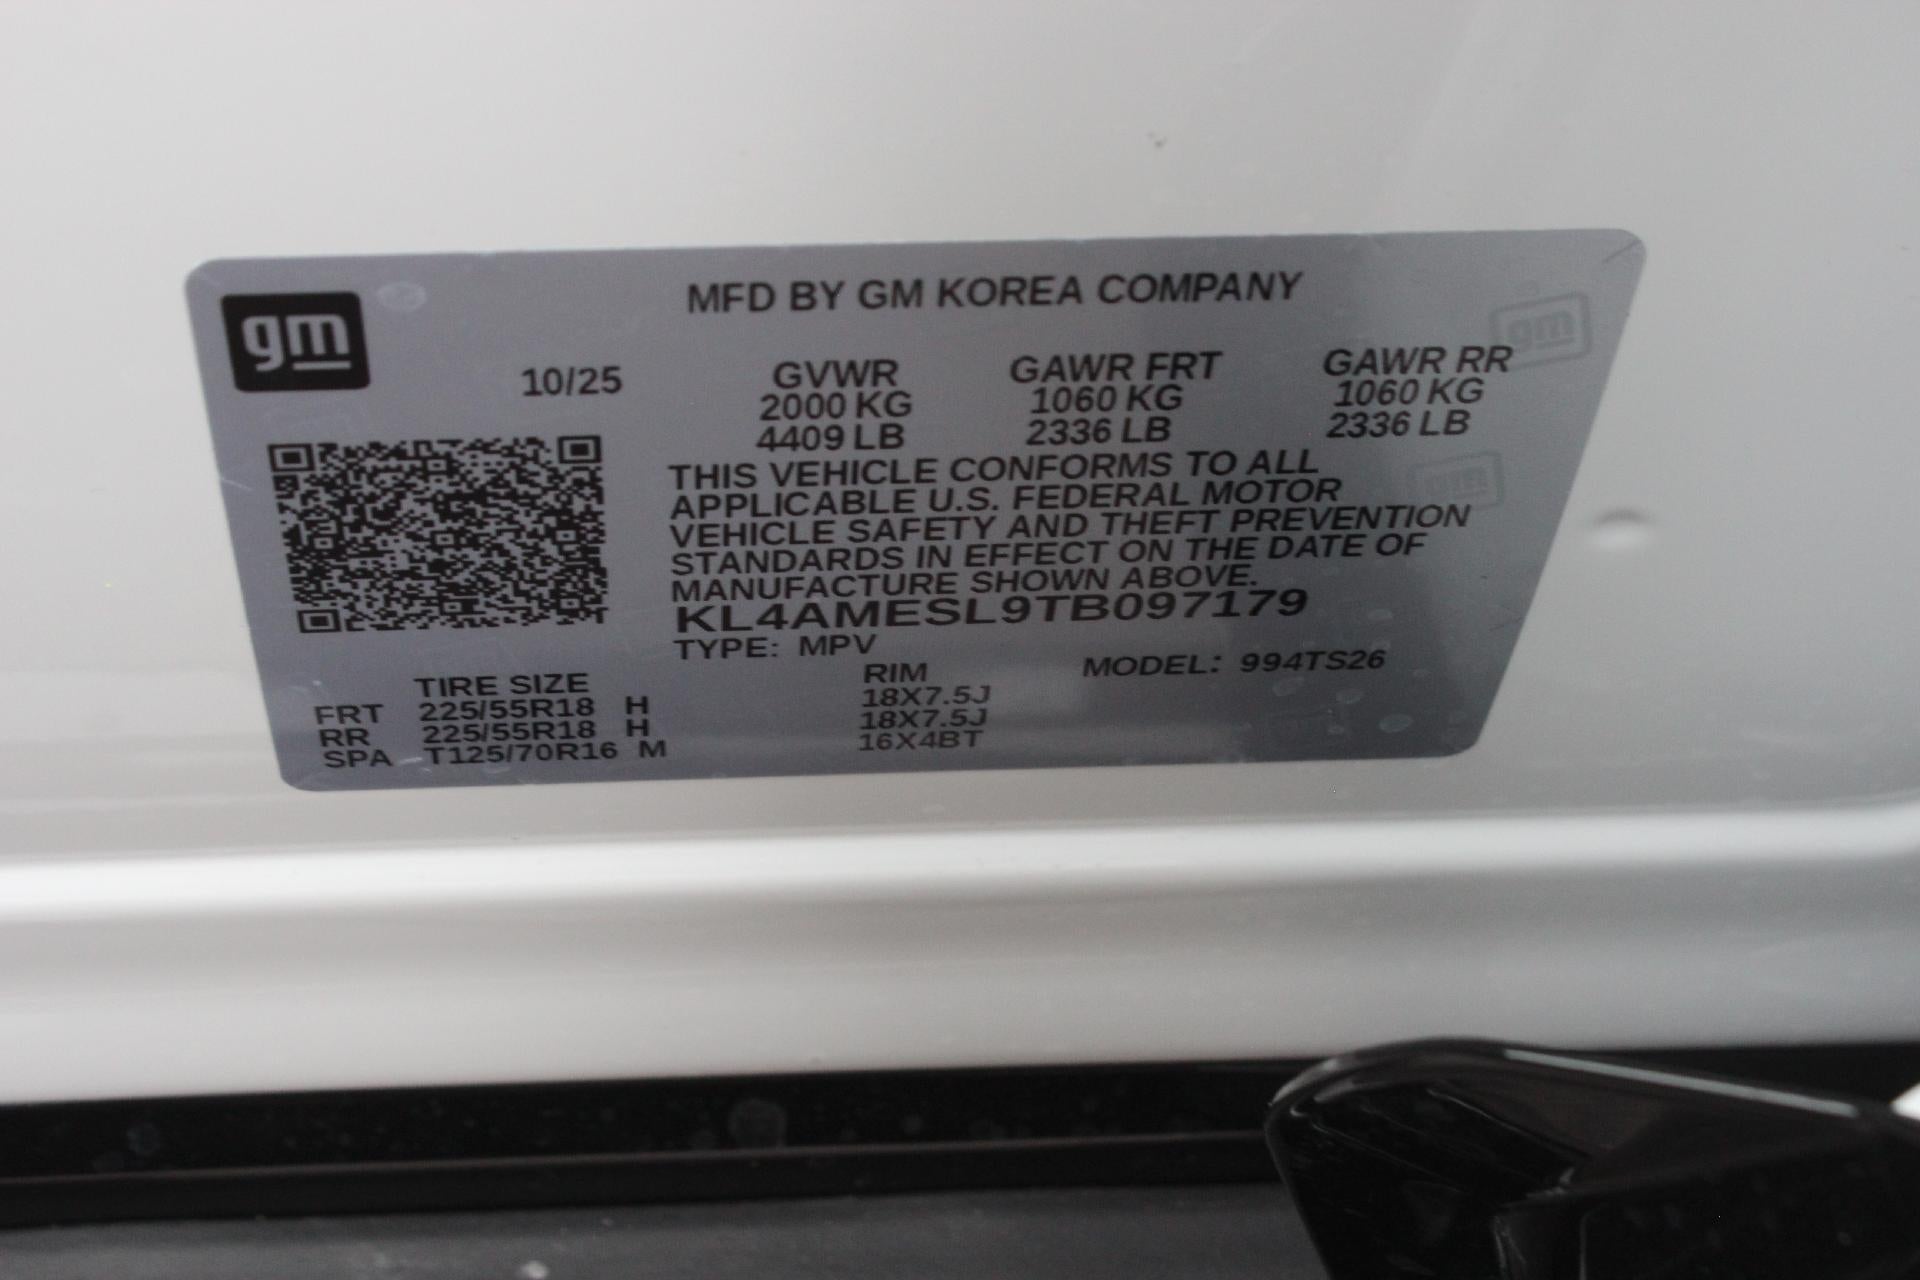 gm
MFD BY GM KOREA COMPANY
10/25 GVWR GAWR FRT GAWR RR
2000 KG 1060 KG 1060 KG
4409 LB 2336 LB 2336 LB
THIS VEHICLE CONFORMS TO ALL
APPLICABLE U.S. FEDERAL MOTOR
VEHICLE SAFETY AND THEFT PREVENTION
STANDARDS IN EFFECT ON THE DATE OF
MANUFACTURE SHOWN ABOVE.
KL4AMESL9TB097179
TYPE: MPV MODEL: 994TS26
TIRE SIZE RIM
FRT 225/55R18 H 18X7.5J
RR 225/55R18 H 18X7.5J
SPA T125/70R16 M 16X4BT
gm
gm